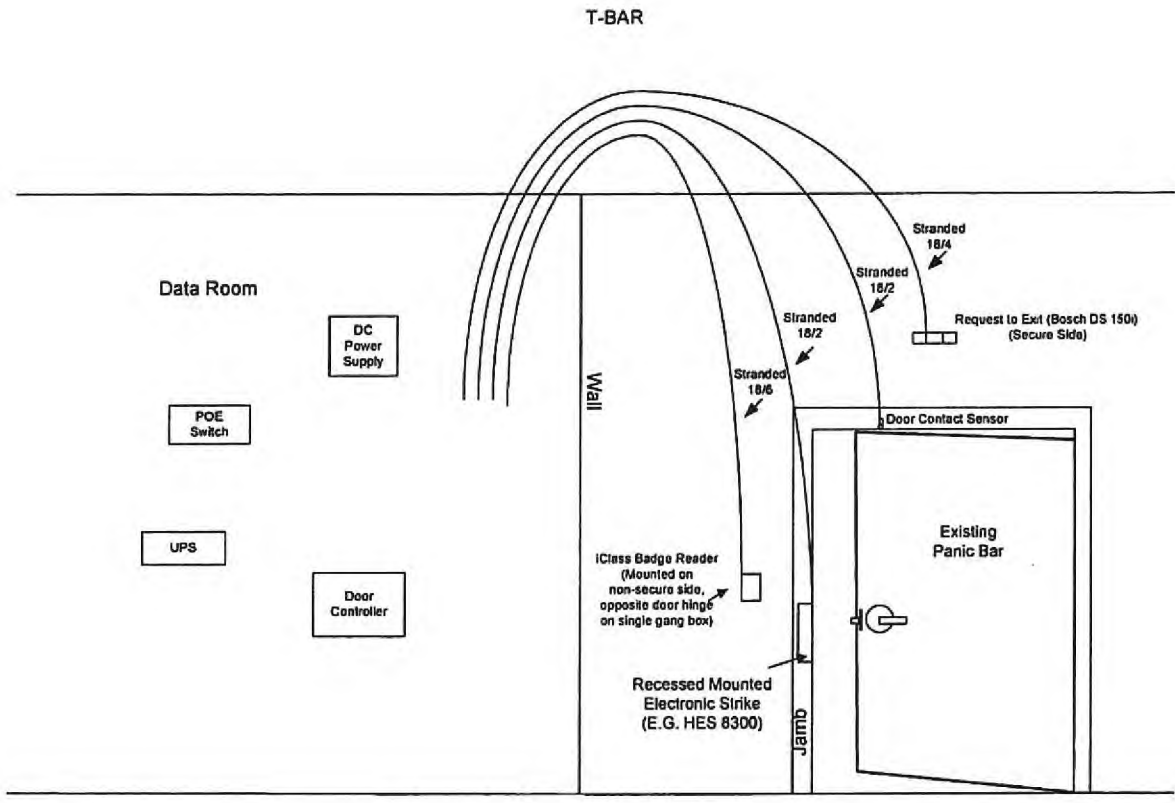 T-BAR
Data Room
DC
Power
Supply
POE
Switch
UPS
Door
Controller
Wall
Stranded
18/4
Stranded
18/2
Stranded
18/2
Stranded
18/6
Request to Exit (Bosch DS 150i)
(Secure Side)
Door Contact Sensor
Existing
Panic Bar
iClass Badge Reader
(Mounted on
non-secure side,
opposite door hinge
on single gang box)
Recessed Mounted
Electronic Strike
(E.G. HES 8300)
Jamb